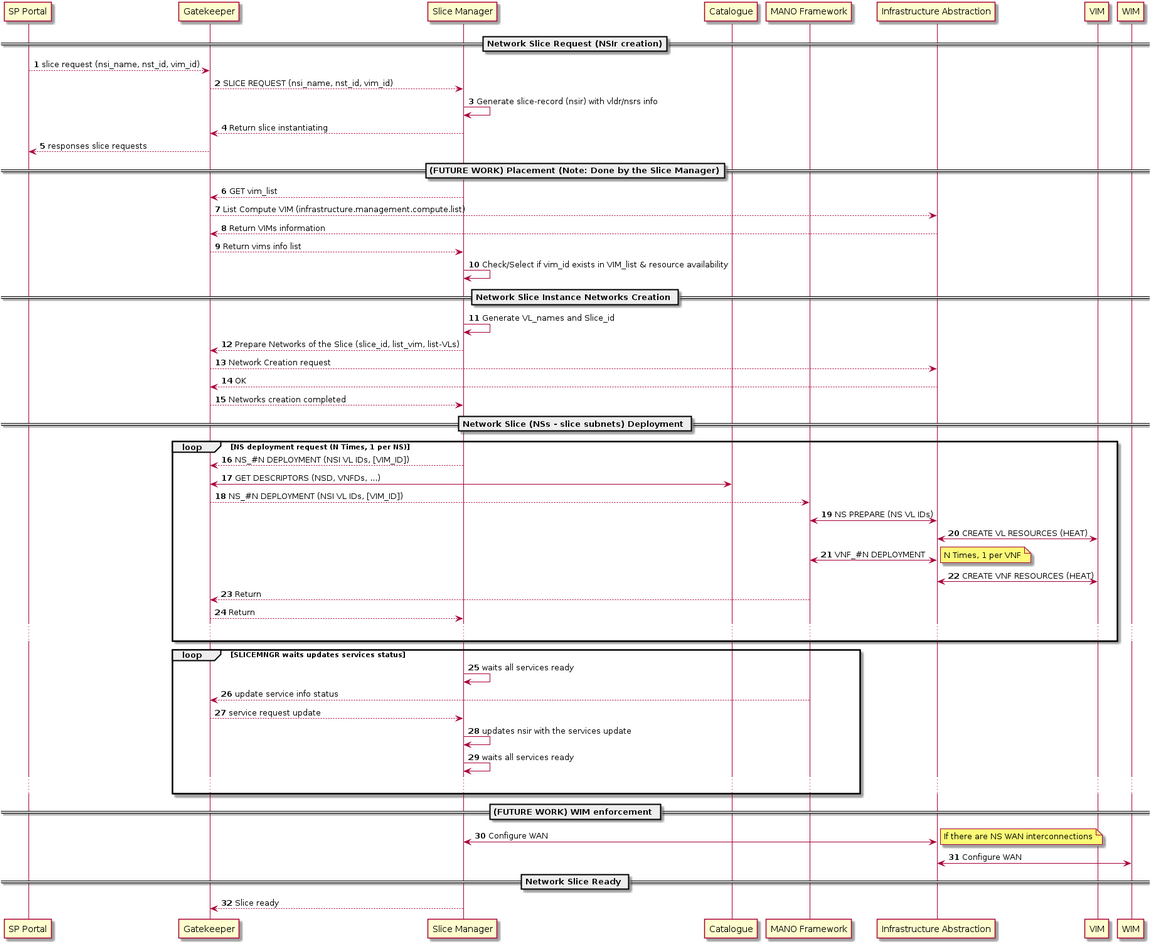 SP Portal
Gatekeeper
Slice Manager
Catalogue
MANO Framework
Infrastructure Abstraction
VIM
WIM
Network Slice Request (NSIr creation)
1 slice request (nsi_name, nst_id, vim_id)
2 SLICE REQUEST (nsi_name, nst_id, vim_id)
3 Generate slice-record (nsir) with vldr/nsrs info
4 Return slice instantiating
5 responses slice requests
(FUTURE WORK) Placement (Note: Done by the Slice Manager)
6 GET vim_list
7 List Compute VIM (infrastructure.management.compute.list)
8 Return VIMs information
9 Return vims info list
10 Check/Select if vim_id exists in VIM_list & resource availability
Network Slice Instance Networks Creation
11 Generate VL_names and Slice_id
12 Prepare Networks of the Slice (slice_id, list_vim, list-VLs)
13 Network Creation request
14 OK
15 Networks creation completed
Network Slice (NSs - slice subnets) Deployment
loop [NS deployment request (N Times, 1 per NS)]
16 NS_#N DEPLOYMENT (NSI VL IDs, [VIM_ID])
17 GET DESCRIPTORS (NSD, VNFDs, ...)
18 NS_#N DEPLOYMENT (NSI VL IDs, [VIM_ID])
19 NS PREPARE (NS VL IDs)
20 CREATE VL RESOURCES (HEAT)
21 VNF_#N DEPLOYMENT
N Times, 1 per VNF
22 CREATE VNF RESOURCES (HEAT)
23 Return
24 Return
loop [SLICEMNGR waits updates services status]
25 waits all services ready
26 update service info status
27 service request update
28 updates nsir with the services update
29 waits all services ready
(FUTURE WORK) WIM enforcement
30 Configure WAN
If there are NS WAN interconnections
31 Configure WAN
Network Slice Ready
32 Slice ready
SP Portal
Gatekeeper
Slice Manager
Catalogue
MANO Framework
Infrastructure Abstraction
VIM
WIM